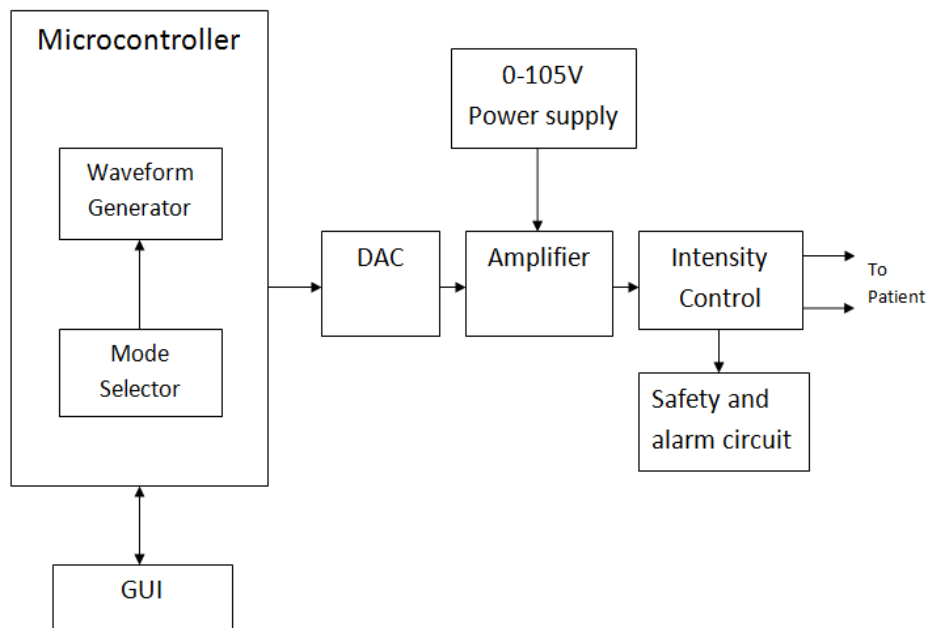 Microcontroller
Waveform
Generator
Mode
Selector
GUI
DAC
0-105V
Power supply
Amplifier
Intensity
Control
To
Patient
Safety and
alarm circuit